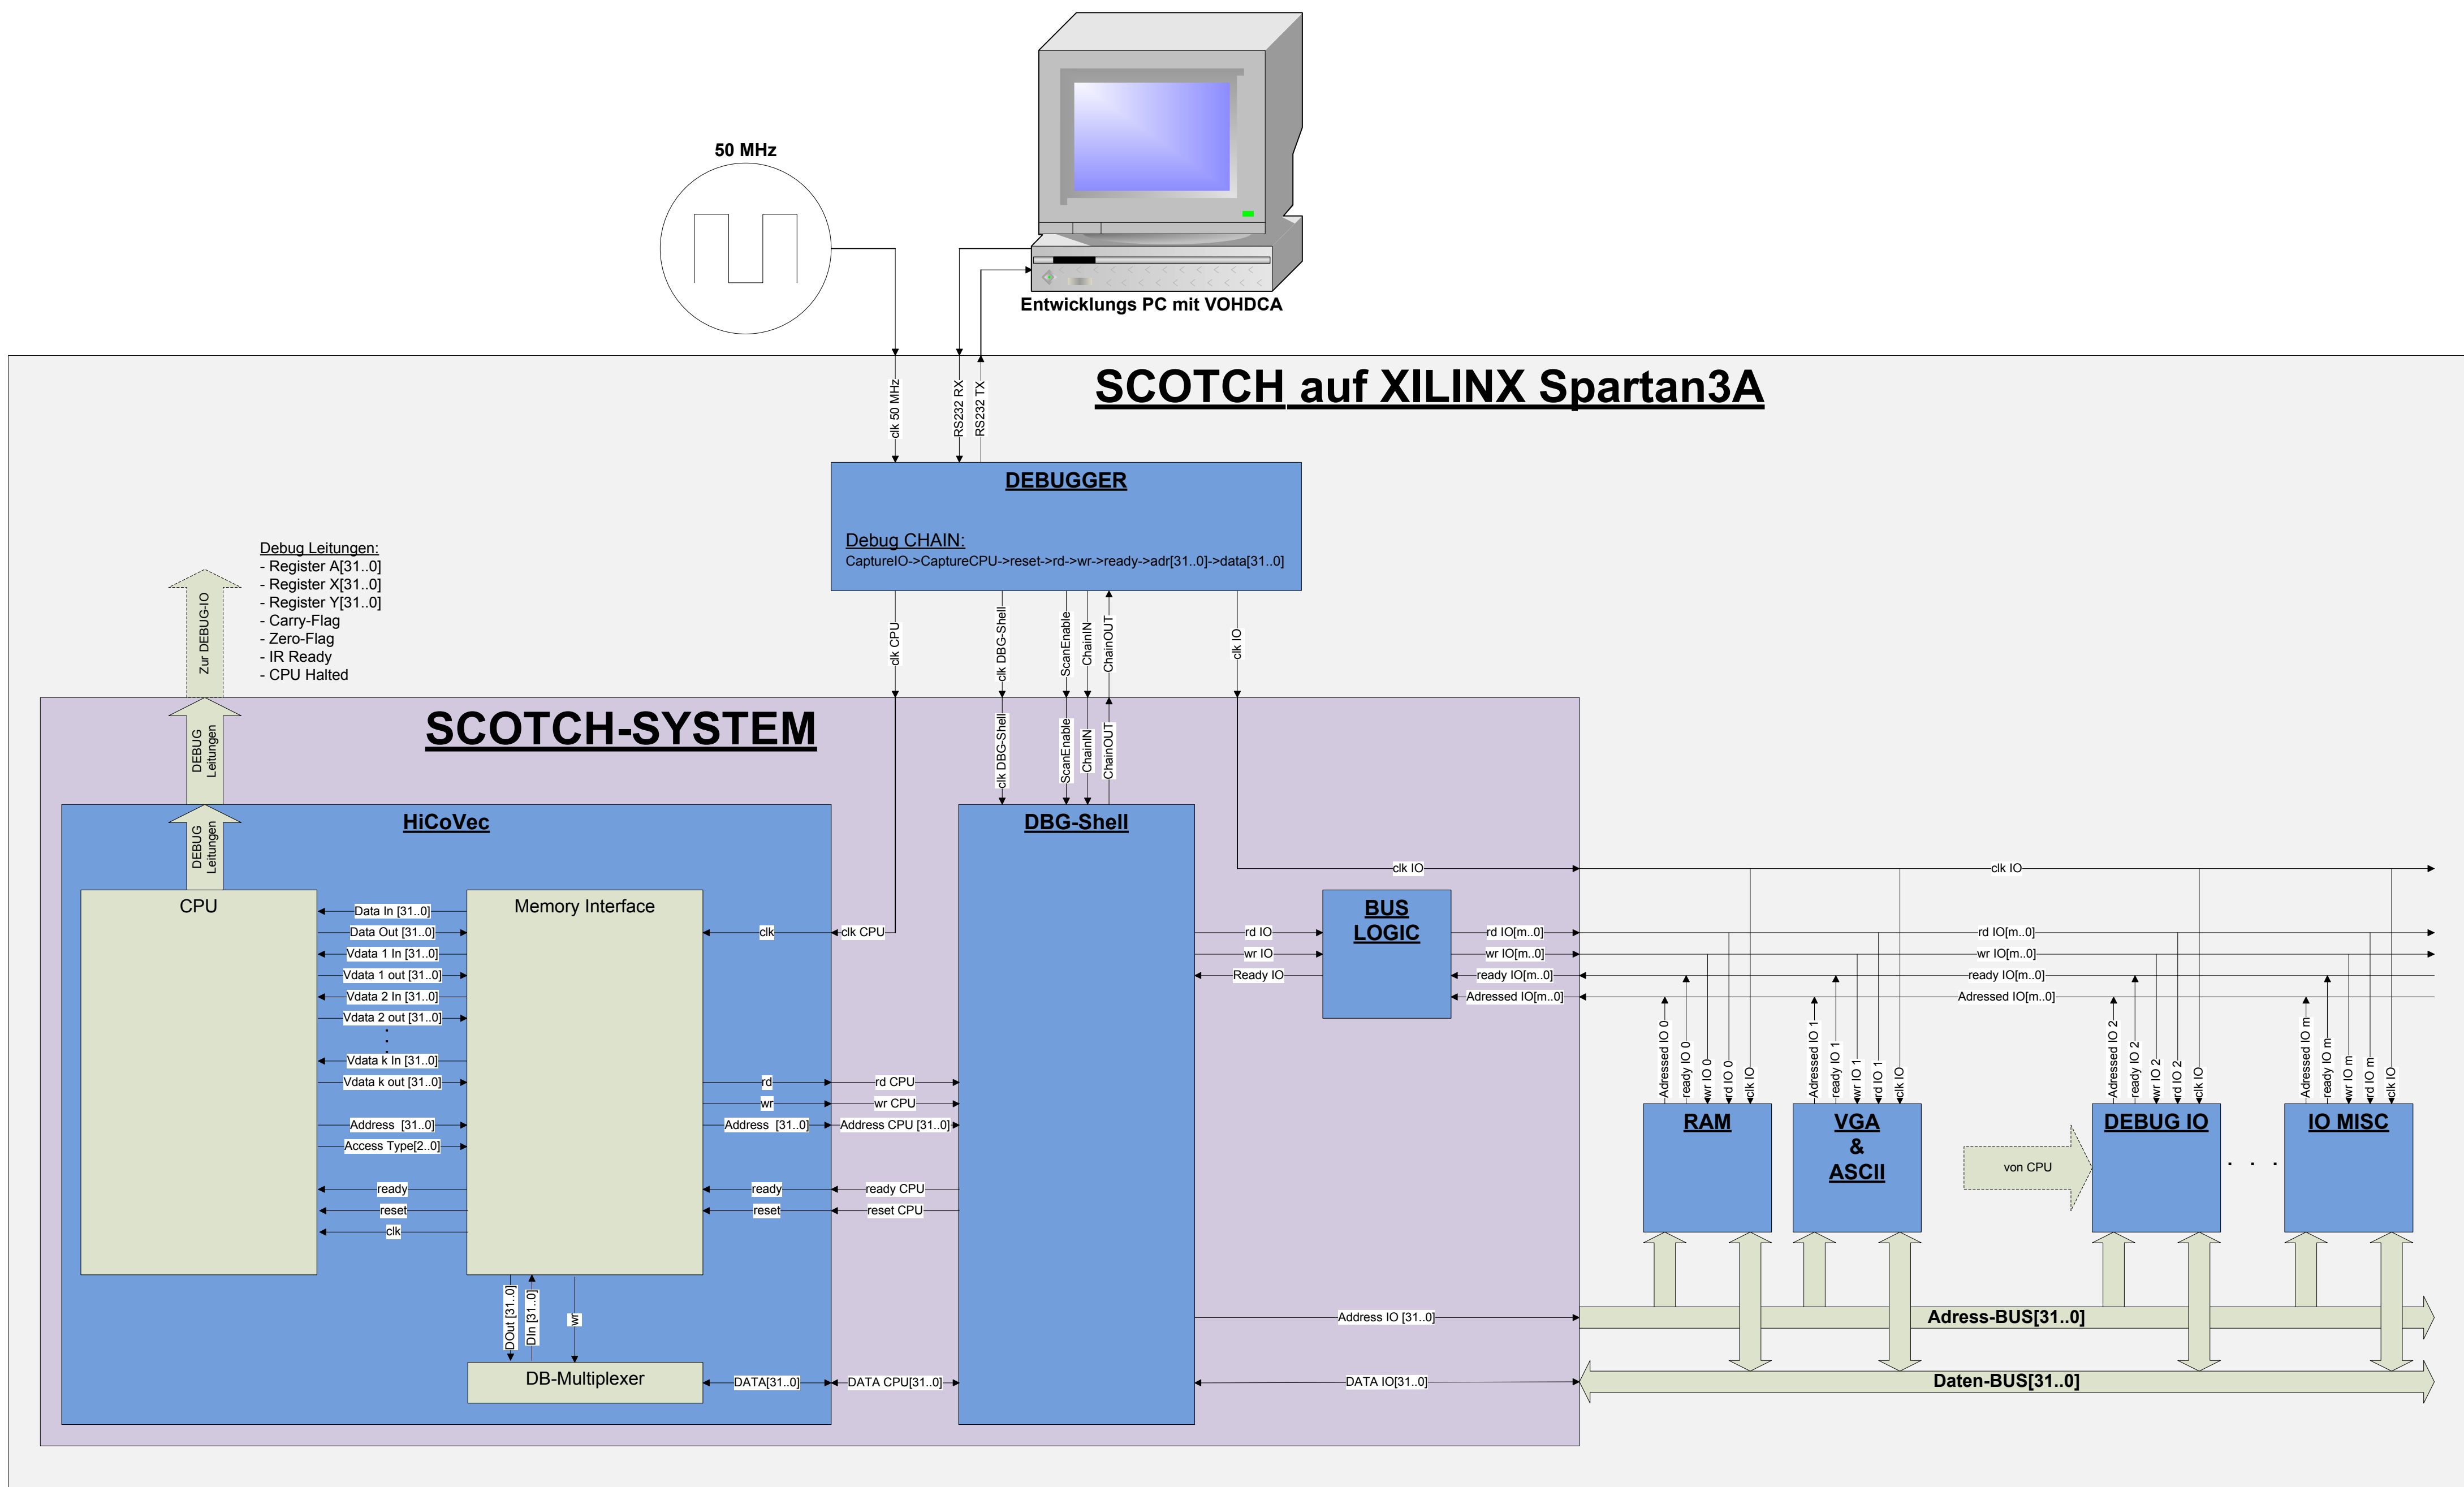 50 MHz
Entwicklungs PC mit VOHDCA
SCOTCH auf XILINX Spartan3A
clk 50 MHz
RS232 RX
RS232 TX
DEBUGGER
Debug CHAIN:
CaptureIO->CaptureCPU->reset->rd->wr->ready->adr[31..0]->data[31..0]
Debug Leitungen:
- Register A[31..0]
- Register X[31..0]
- Register Y[31..0]
- Carry-Flag
- Zero-Flag
- IR Ready
- CPU Halted
Zur DEBUG-IO
clk CPU
clk DBG-Shell
ScanEnable
ChainIN
ChainOUT
clk IO
SCOTCH-SYSTEM
DEBUG
Leitungen
clk DBG-Shell
ScanEnable
ChainIN
ChainOUT
HiCoVec
DEBUG
Leitungen
CPU
Data In [31..0]
Data Out [31..0]
Vdata 1 In [31..0]
Vdata 1 out [31..0]
Vdata 2 In [31..0]
Vdata 2 out [31..0]
Vdata k In [31..0]
Vdata k out [31..0]
Address [31..0]
Access Type[2..0]
ready
reset
clk
Memory Interface
clk
rd
wr
Address [31..0]
ready
reset
DOut [31..0]
DIn [31..0]
wr
DB-Multiplexer
DATA[31..0]
clk CPU
rd CPU
wr CPU
Address CPU [31..0]
ready CPU
reset CPU
DATA CPU[31..0]
DBG-Shell
clk IO
rd IO
wr IO
Ready IO
BUS
LOGIC
rd IO[m..0]
wr IO[m..0]
ready IO[m..0]
Adressed IO[m..0]
Address IO [31..0]
DATA IO[31..0]
clk IO
rd IO[m..0]
wr IO[m..0]
ready IO[m..0]
Adressed IO[m..0]
Adressed IO 0
ready IO 0
wr IO 0
rd IO 0
clk IO
Adressed IO 1
ready IO 1
wr IO 1
rd IO 1
clk IO
Adressed IO 2
ready IO 2
wr IO 2
rd IO 2
clk IO
Adressed IO m
ready IO m
wr IO m
rd IO m
clk IO
RAM
VGA
&
ASCII
von CPU
DEBUG IO
. . .
IO MISC
Adress-BUS[31..0]
Daten-BUS[31..0]